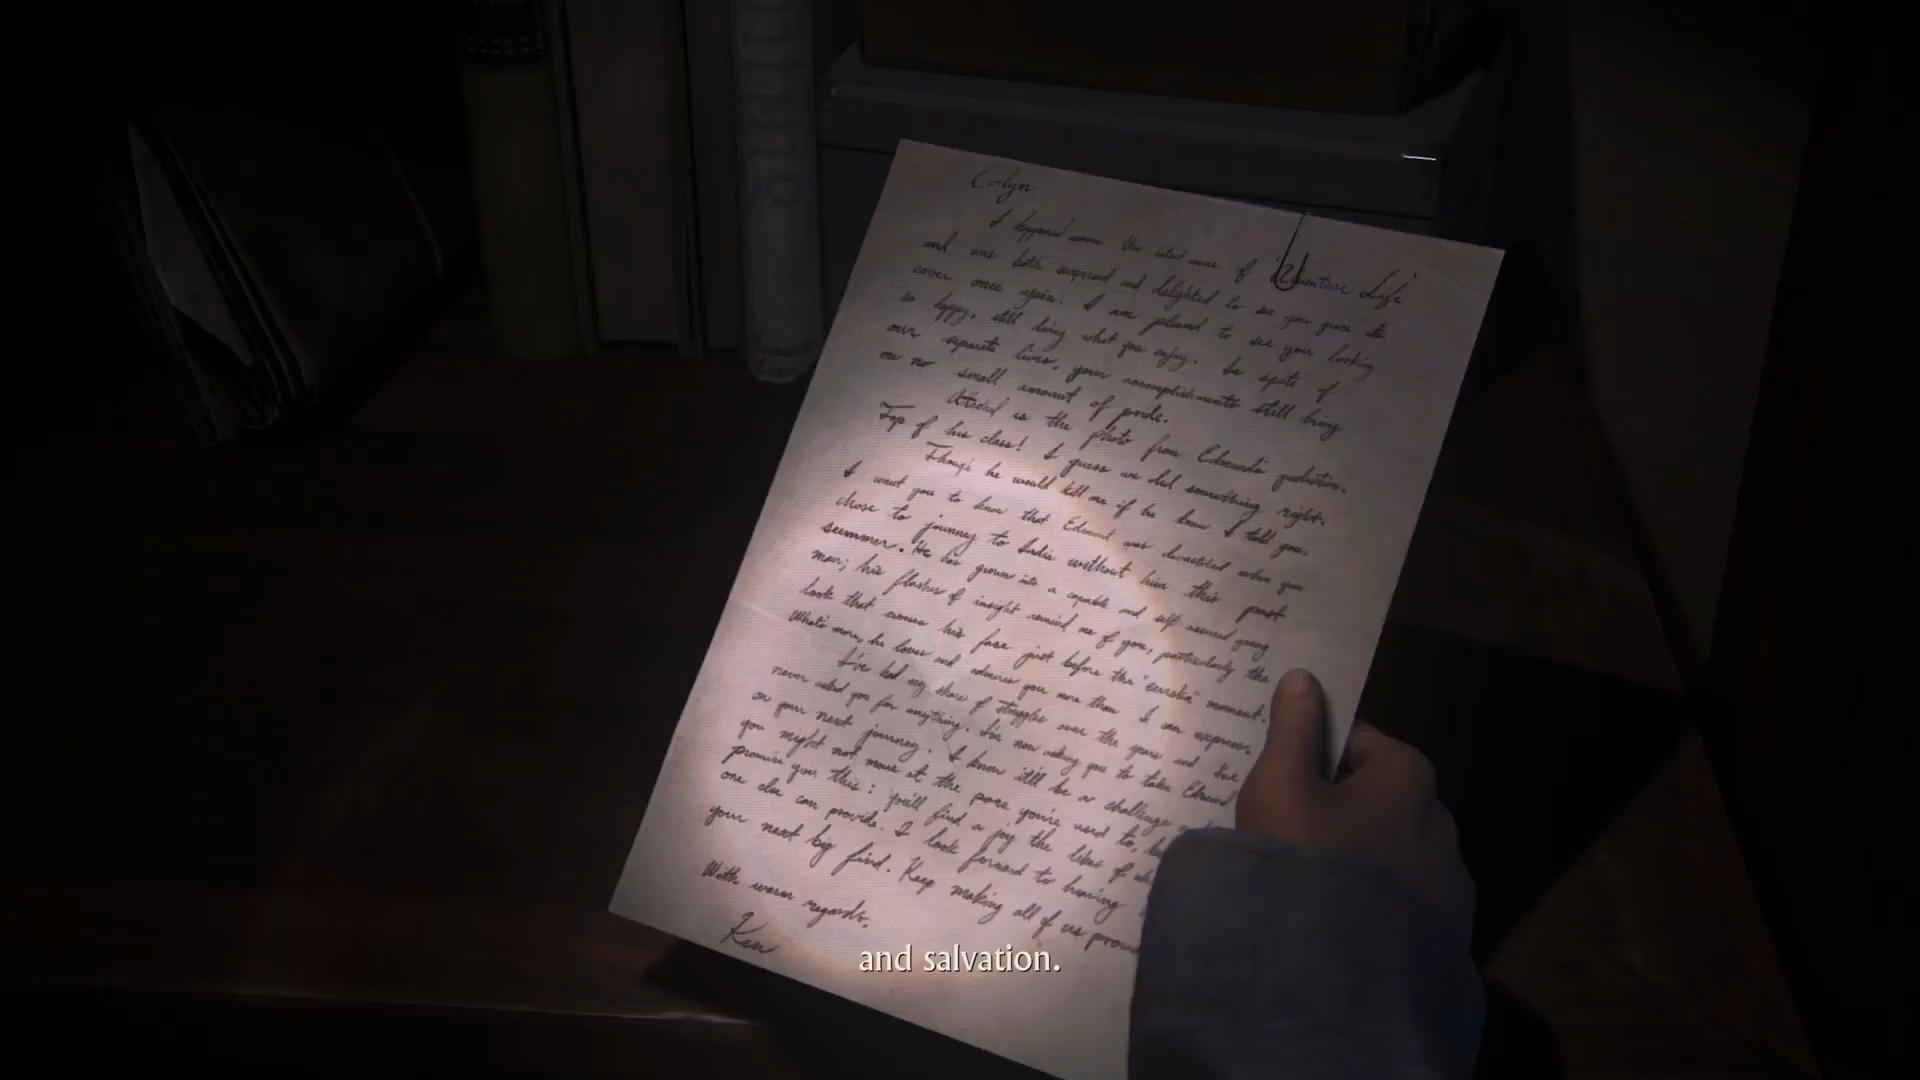 Evelyn
I happened across the latest issue of "Adventure Life"
and was both surprised and delighted to see you grace its
cover once again. I am pleased to see you looking
so happy, still doing what you enjoy. In spite of
our separate lives, your accomplishments still bring
me no small amount of pride.
Attached is the photo from Edmund's graduation.
Top of his class! I guess we did something right.
Though he would kill me if he knew I told you,
I want you to know that Edmund was devastated when you
chose to journey to India without him this past
summer. He has grown into a capable and self-assured young
man; his flashes of insight remind me of you, particularly the
look that crosses his face just before the "eureka" moment.
What's more, he loves and admires you more than I can express.
I've had my share of struggles over the years and I've
never asked you for anything. I'm now asking you to take Edmund
on your next journey. I know it'll be a challenge
you might not move at the pace you're used to,
promise you this: you'll find a joy the likes of
one else can provide. I look forward to hearing
your next big find. Keep making all of us proud
With warm regards,
Ken
and salvation.